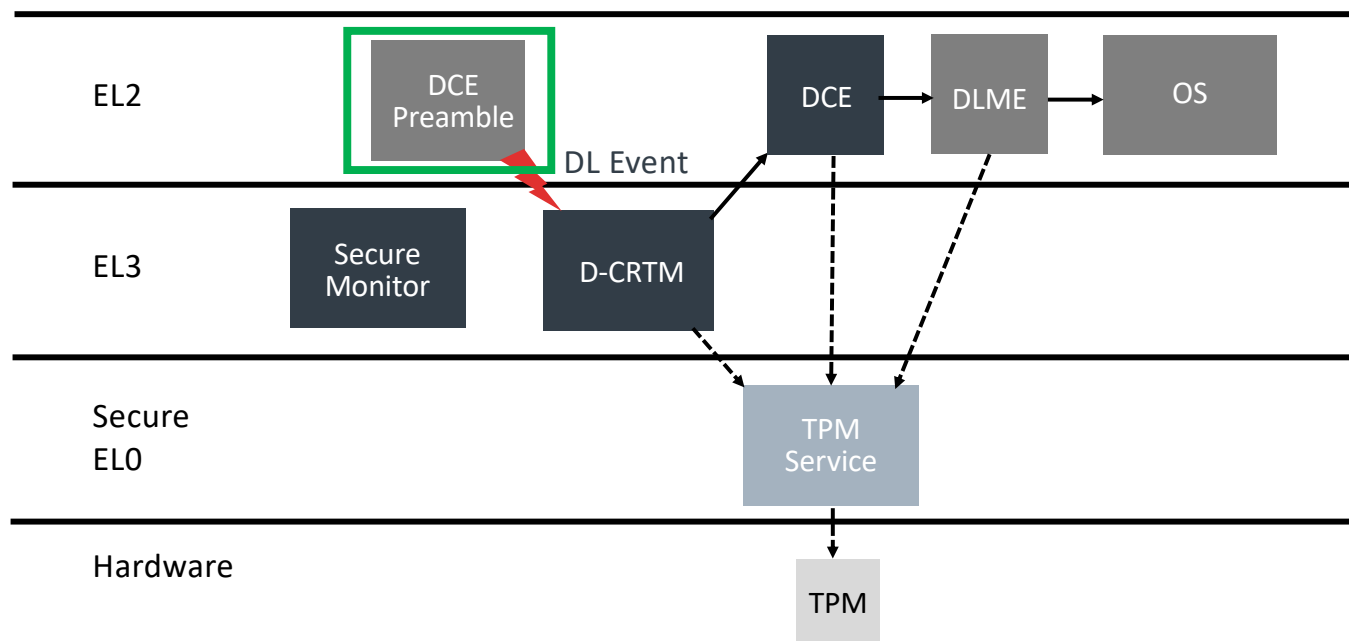 EL2
DCE
Preamble
DL Event
DCE
DLME
OS
EL3
Secure
Monitor
D-CRTM
Secure
EL0
TPM
Service
Hardware
TPM